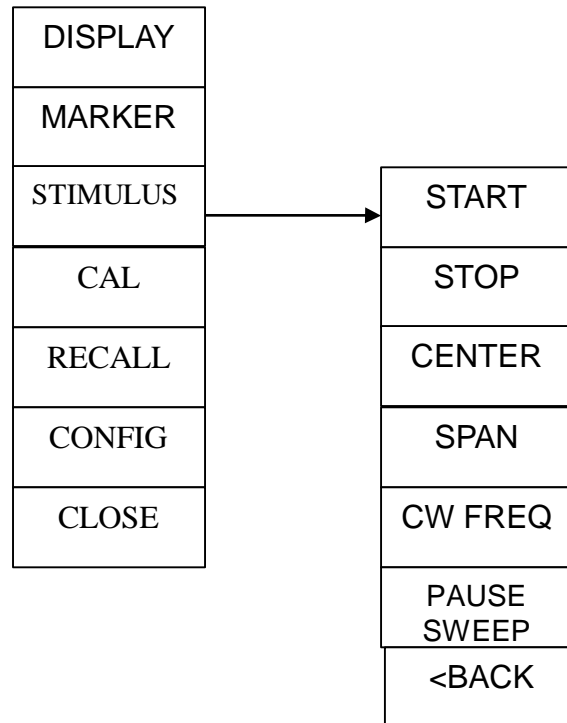 DISPLAY
MARKER
STIMULUS
CAL
RECALL
CONFIG
CLOSE
START
STOP
CENTER
SPAN
CW FREQ
PAUSE
SWEEP
<BACK